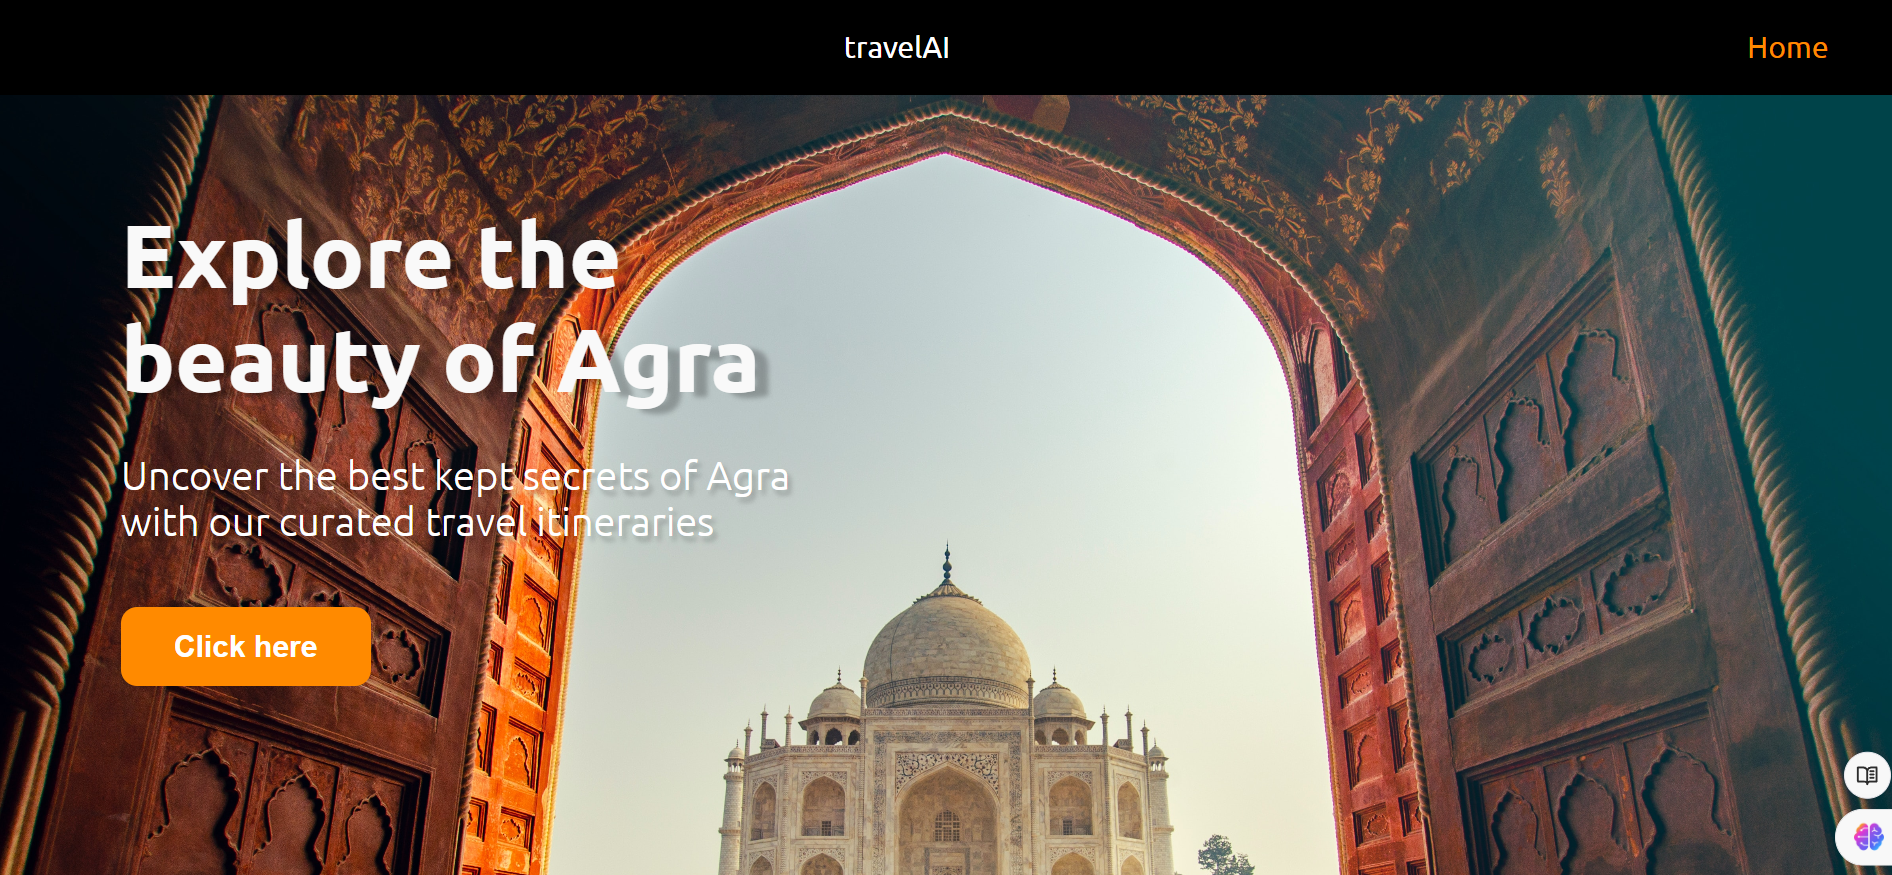 travelAI
Home
Explore the
beauty of Agra
Uncover the best kept secrets of Agra
with our curated travel itineraries
Click here